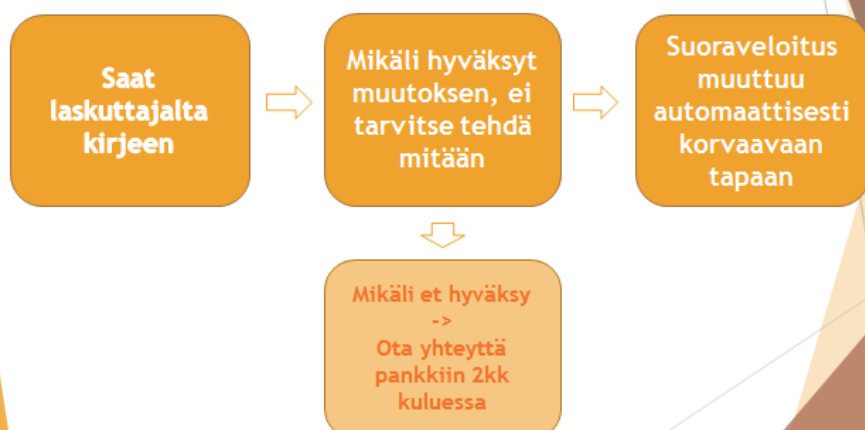 Saat
laskuttajalta
kirjeen
Mikäli hyväksyt
muutoksen, ei
tarvitse tehdä
mitään
Suoraveloitus
muuttuu
automaattisesti
korvaavaan
tapaan
Mikäli et hyväksy
->
Ota yhteyttä
pankkiin 2kk
kuluessa